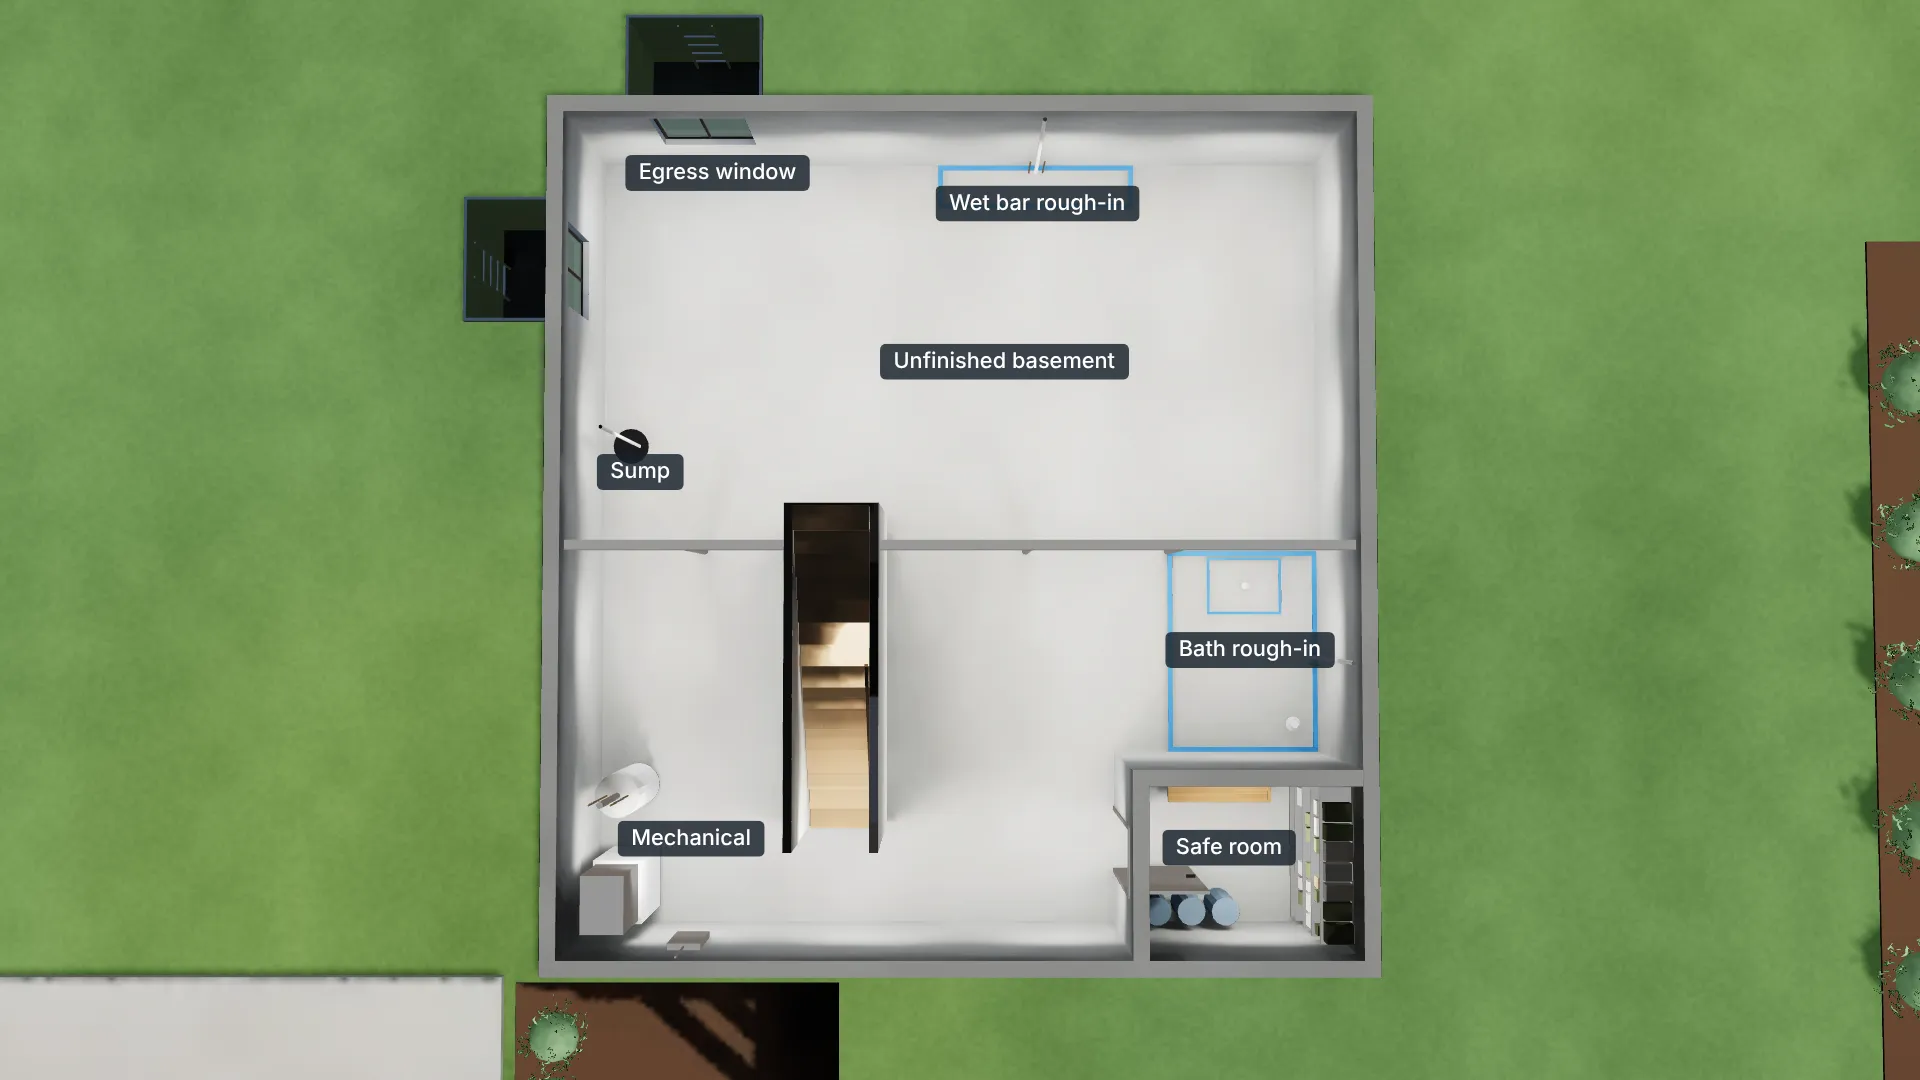 Egress window
Wet bar rough-in
Unfinished basement
Sump
Bath rough-in
Mechanical
Safe room